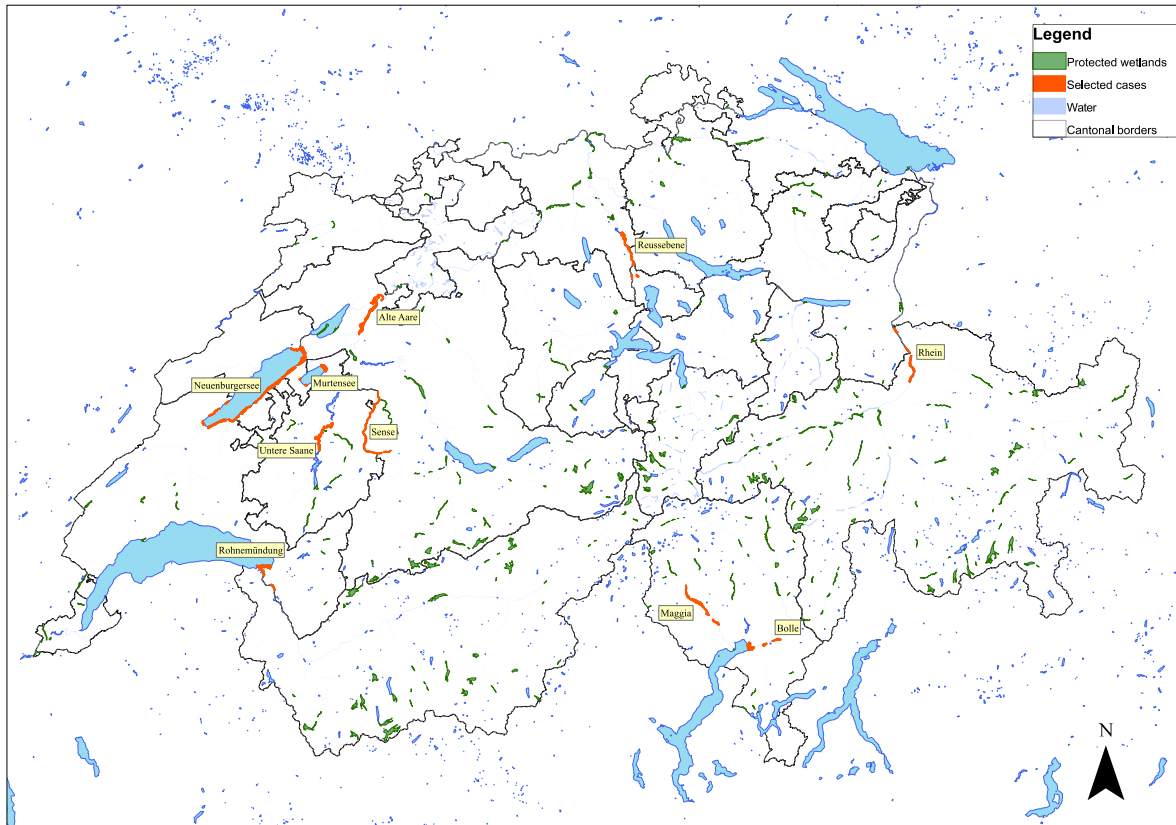 Legend
Protected wetlands
Selected cases
Water
Cantonal borders
Reussebene
Alte Aare
Rhein
Neuenburgersee
Murtensee
Sense
Untere Saane
Rohnemündung
Maggia
Bolle
N